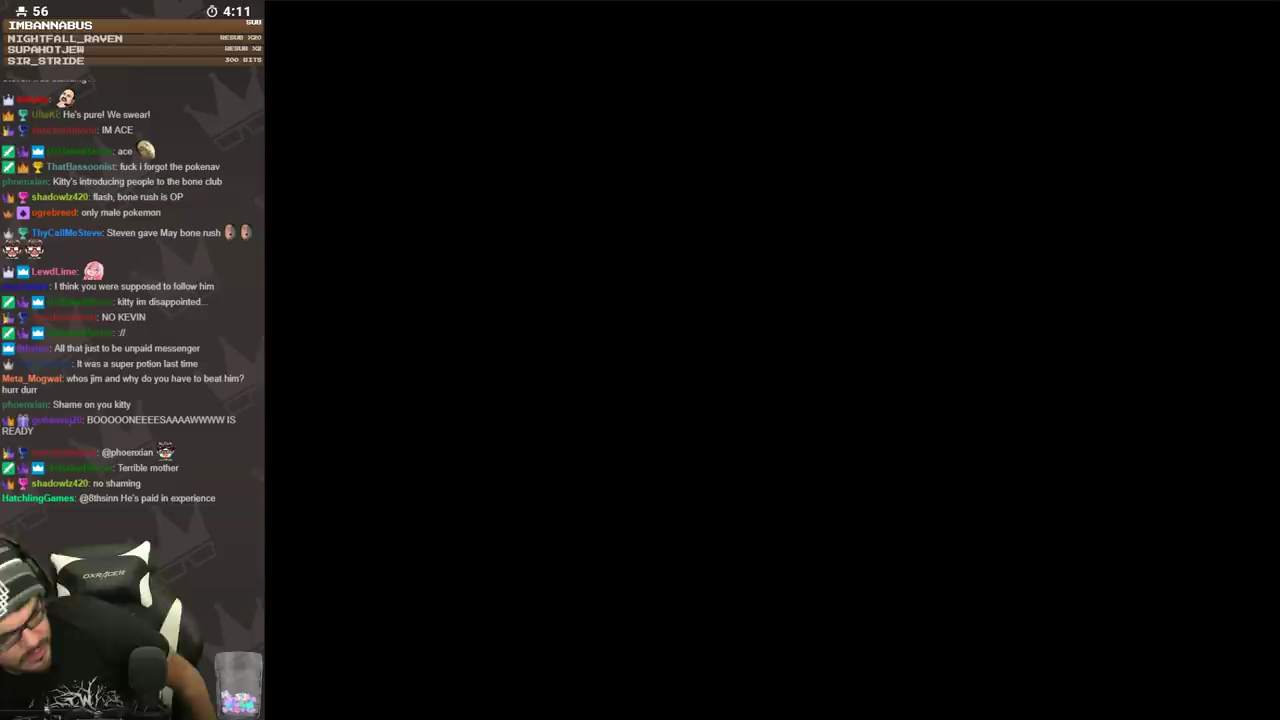 56 4:11
IMBANNABUS SUB
NIGHTFALL_RAVEN RESUB X20
SUPAHOTJEW RESUB X2
SIR_STRIDE 300 BITS
: He's pure! We swear!
: IM ACE
: ace
ThatBassoonist: fuck i forgot the pokenav
phoenxian: Kitty's introducing people to the bone club
shadowlz420: flash, bone rush is OP
ogrebreed: only male pokemon
ThyCallMeSteve: Steven gave May bone rush
LewdLime:
: I think you were supposed to follow him
: kitty im disappointed...
: NO KEVIN
: ://
: All that just to be unpaid messenger
: It was a super potion last time
Meta_Mogwai: whos jim and why do you have to beat him?
hurr durr
phoenxian: Shame on you kitty
: BOOOOONEEEESAAAAWWWW IS
READY
: @phoenxian
: Terrible mother
shadowlz420: no shaming
HatchlingGames: @8thsinn He's paid in experience
OXRACER